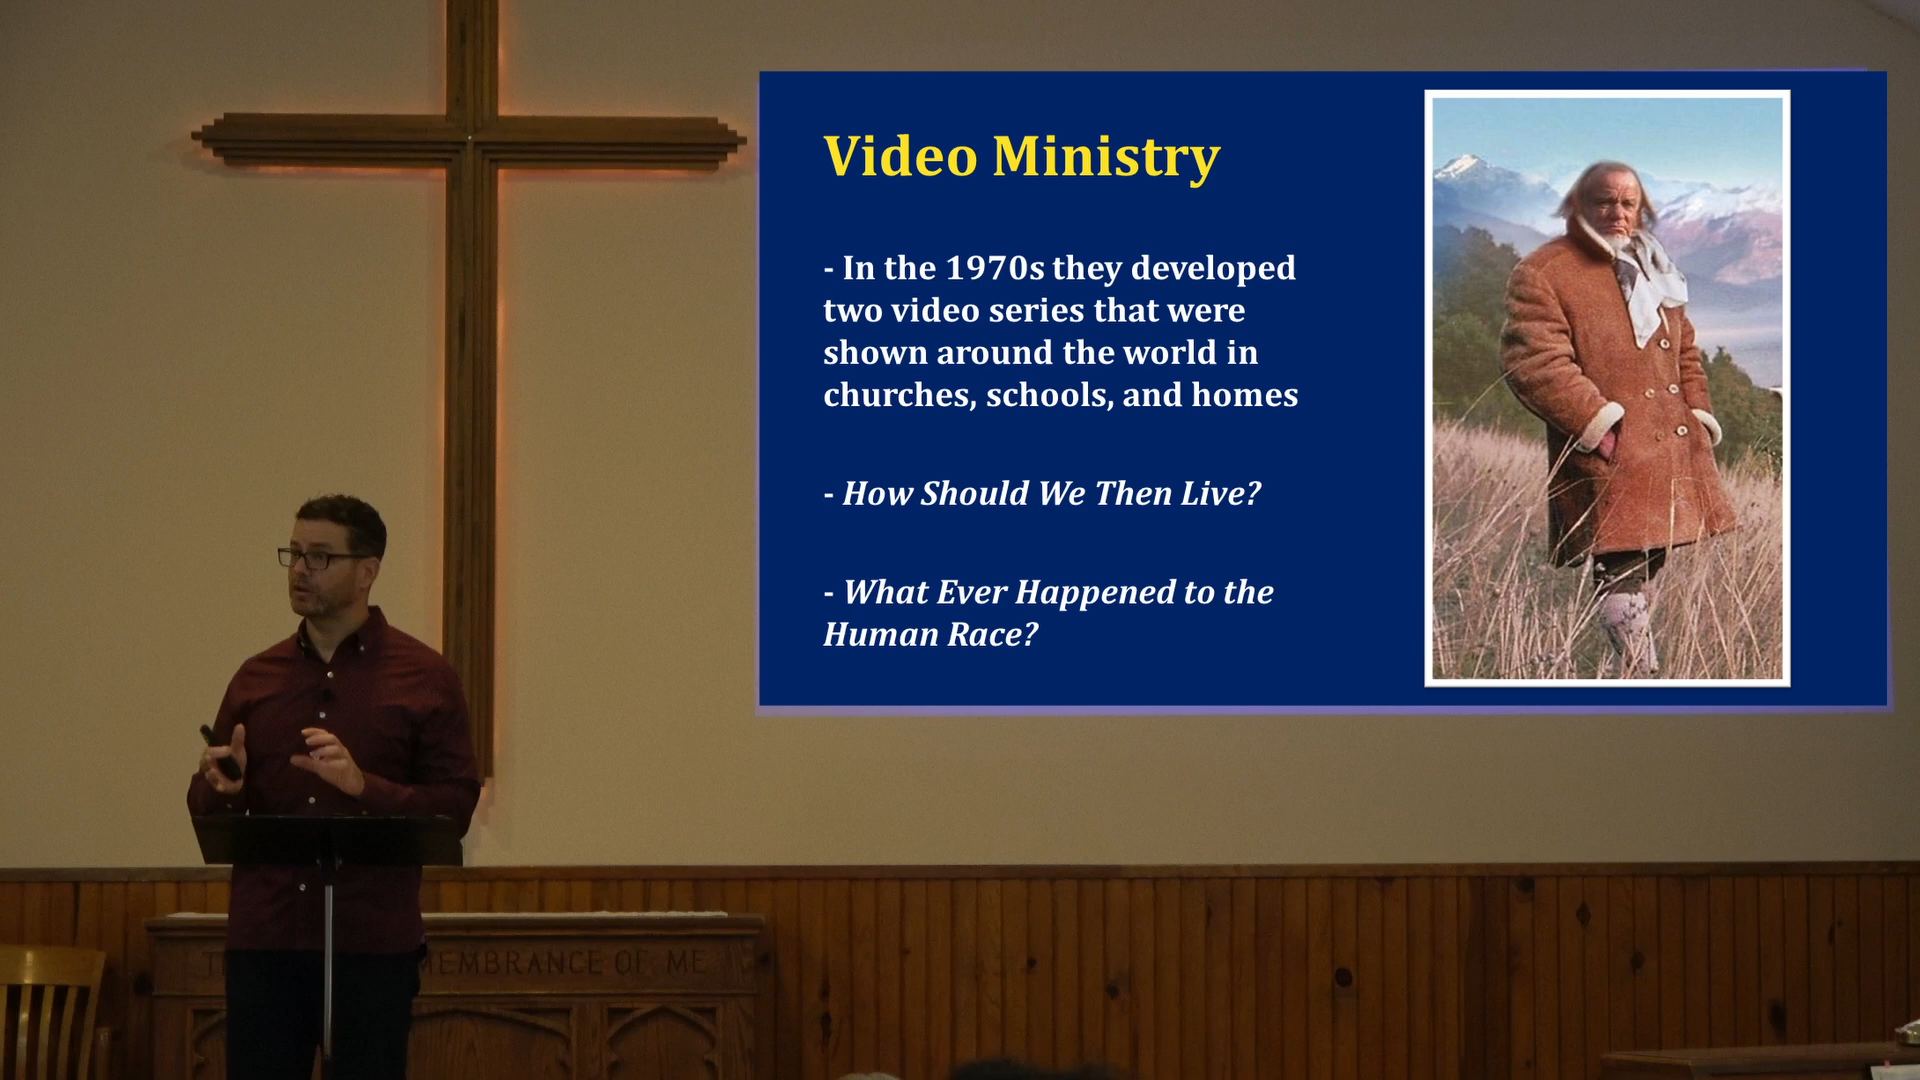 Video Ministry
- In the 1970s they developed
two video series that were
shown around the world in
churches, schools, and homes
- How Should We Then Live?
- What Ever Happened to the
Human Race?
OF ME